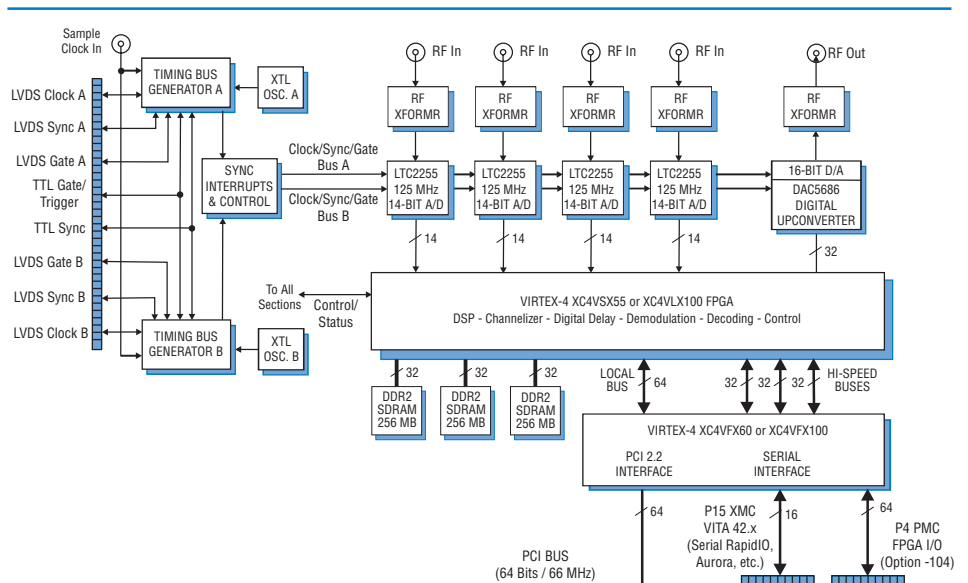 Sample
Clock In
TIMING BUS
GENERATOR A
XTL
OSC. A
LVDS Clock A
LVDS Sync A
LVDS Gate A
TTL Gate/
Trigger
TTL Sync
LVDS Gate B
LVDS Sync B
LVDS Clock B
SYNC
INTERRUPTS
& CONTROL
TIMING BUS
GENERATOR B
XTL
OSC. B
Clock/Sync/Gate
Bus A
Clock/Sync/Gate
Bus B
RF In
RF In
RF In
RF In
RF Out
RF
XFORMR
RF
XFORMR
RF
XFORMR
RF
XFORMR
RF
XFORMR
LTC2255
125 MHz
14-BIT A/D
LTC2255
125 MHz
14-BIT A/D
LTC2255
125 MHz
14-BIT A/D
LTC2255
125 MHz
14-BIT A/D
16-BIT D/A
DAC5686
DIGITAL
UPCONVERTER
14
14
14
14
32
To All
Sections
Control/
Status
VIRTEX-4 XC4VSX55 or XC4VLX100 FPGA
DSP - Channelizer - Digital Delay - Demodulation - Decoding - Control
32
32
32
DDR2
SDRAM
256 MB
DDR2
SDRAM
256 MB
DDR2
SDRAM
256 MB
LOCAL
BUS
64
32
32
32
HI-SPEED
BUSES
VIRTEX-4 XC4VFX60 or XC4VFX100
PCI 2.2
INTERFACE
SERIAL
INTERFACE
64
16
64
PCI BUS
(64 Bits / 66 MHz)
P15 XMC
VITA 42.x
(Serial RapidIO,
Aurora, etc.)
P4 PMC
FPGA I/O
(Option -104)